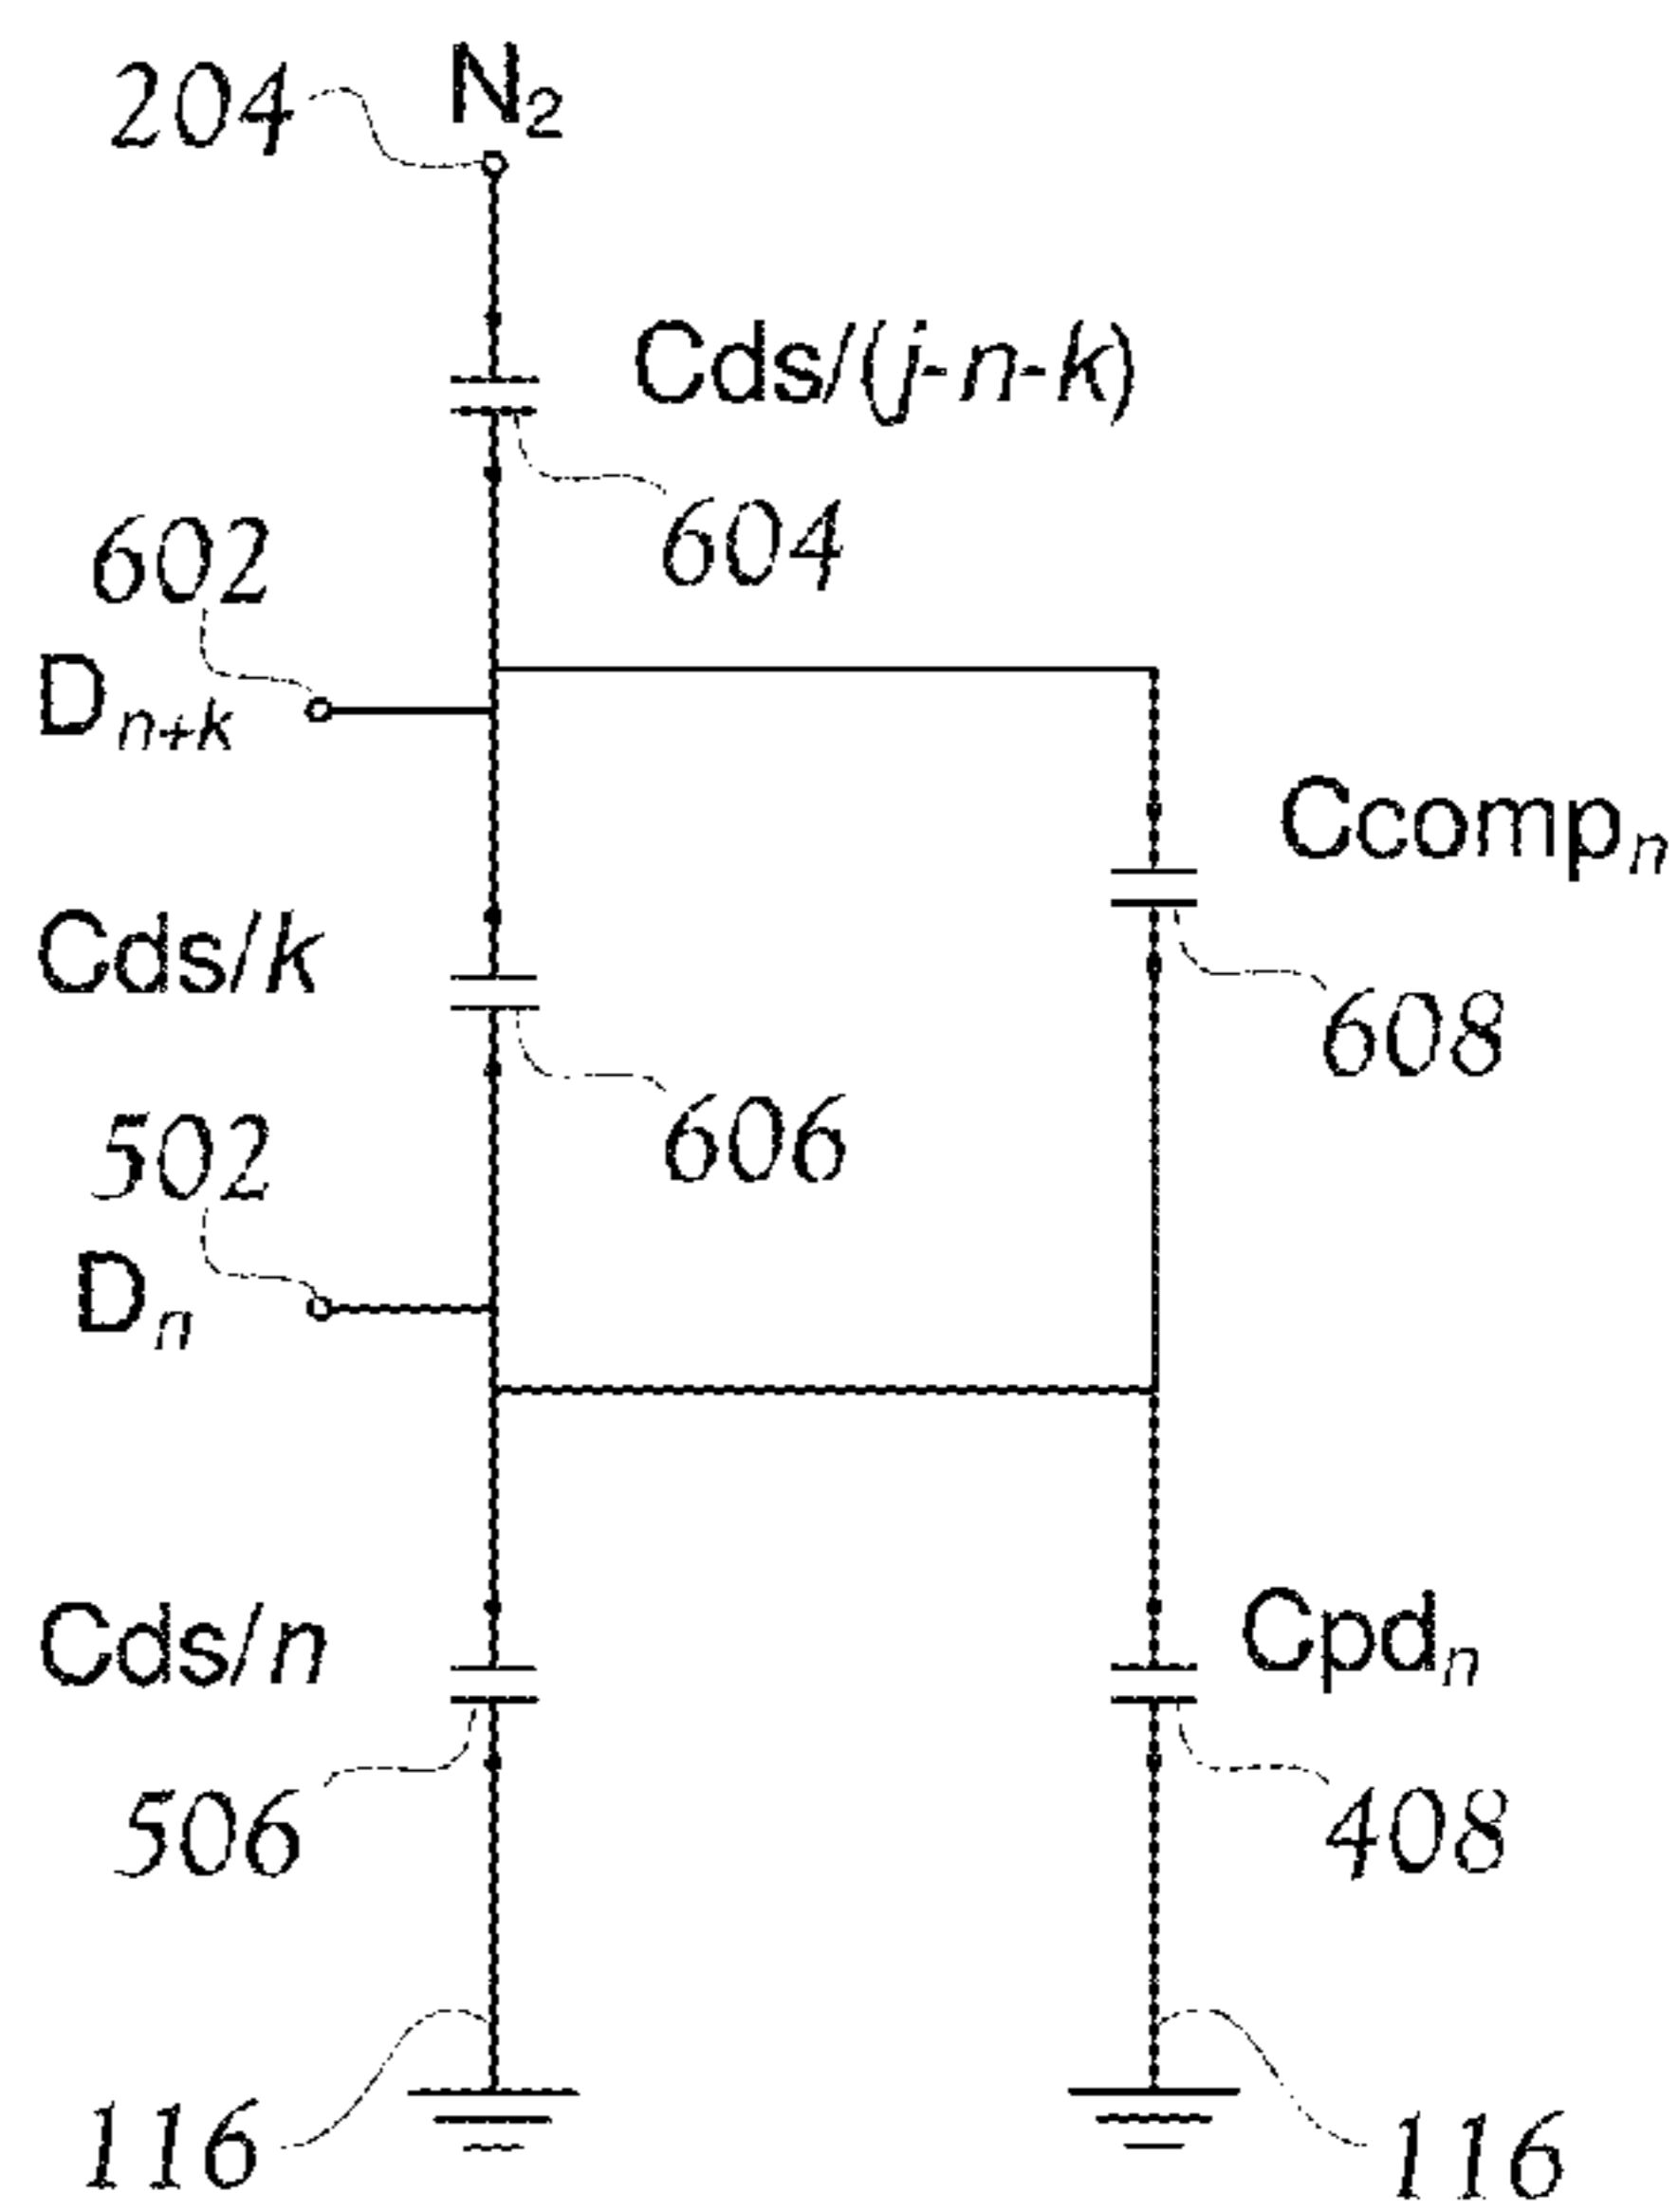 204 N₂
Cds/(j-n-k)
604
602
Dₙ₊ₖ
Ccompₙ
Cds/k
608
606
502
Dₙ
Cds/n
Cpdₙ
506
408
116
116